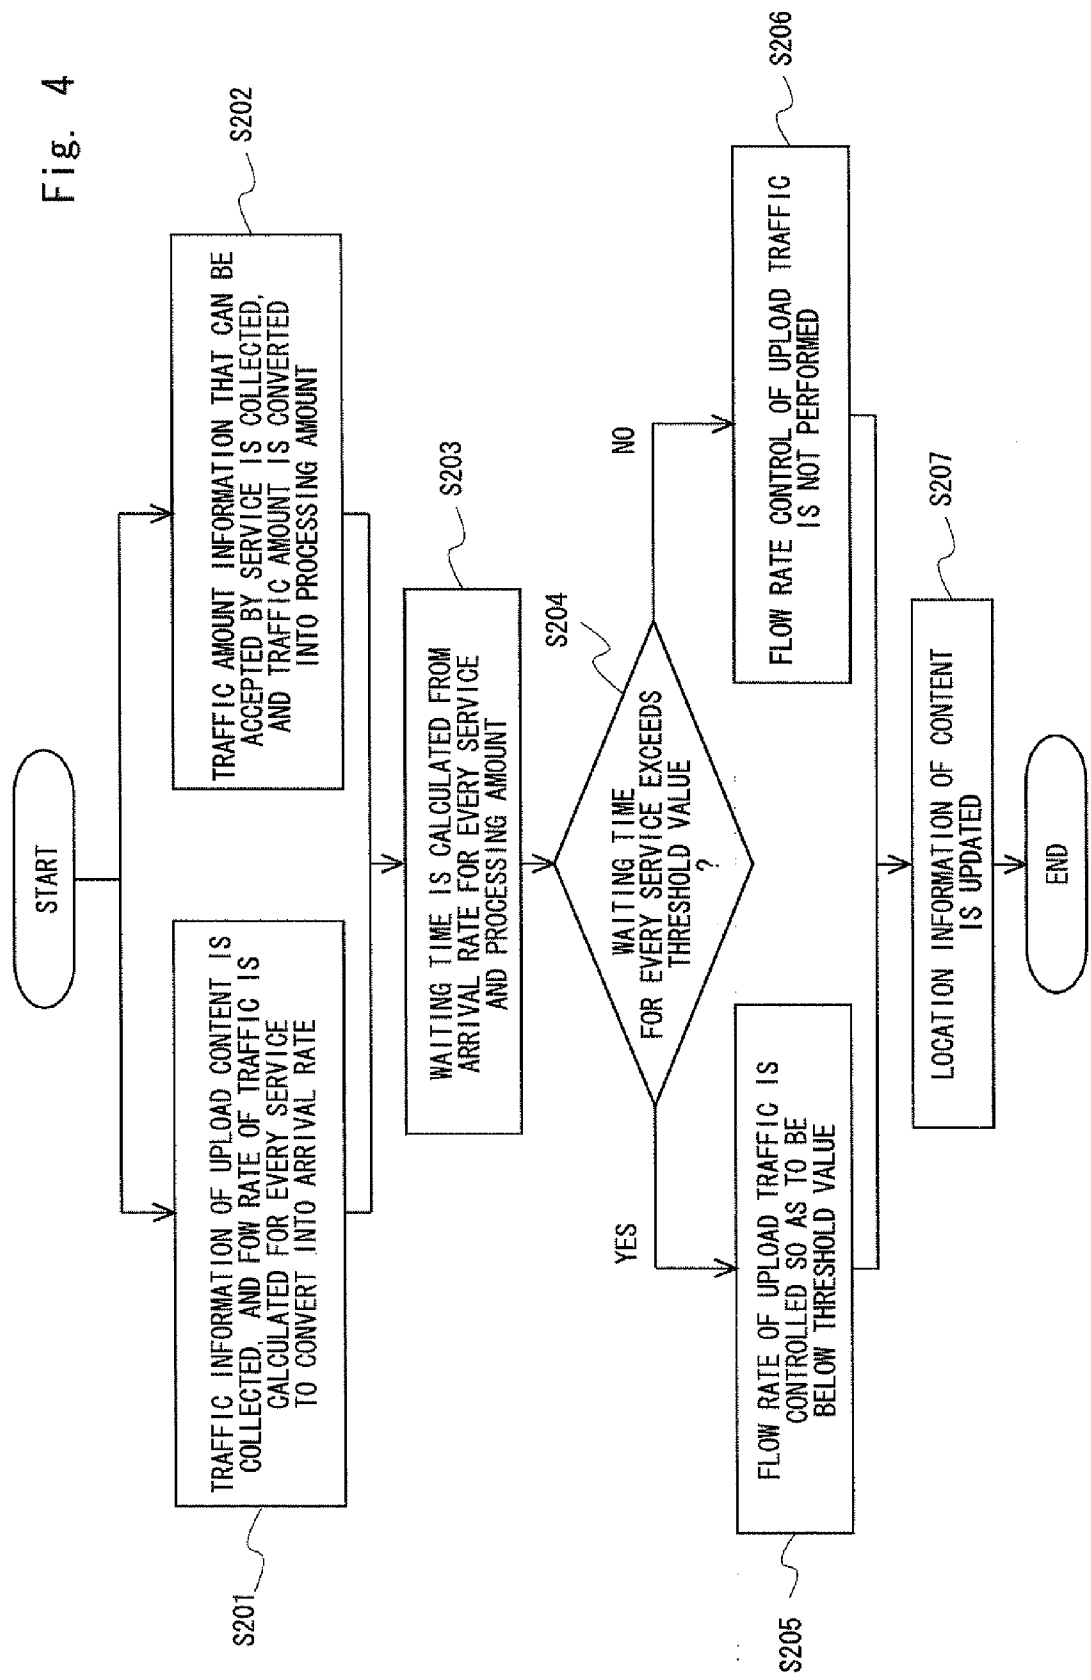 Fig. 4
START
TRAFFIC INFORMATION OF UPLOAD CONTENT IS
COLLECTED, AND FOW RATE OF TRAFFIC IS
CALCULATED FOR EVERY SERVICE
TO CONVERT INTO ARRIVAL RATE
S201
TRAFFIC AMOUNT INFORMATION THAT CAN BE
ACCEPTED BY SERVICE IS COLLECTED,
AND TRAFFIC AMOUNT IS CONVERTED
INTO PROCESSING AMOUNT
S202
WAITING TIME IS CALCULATED FROM
ARRIVAL RATE FOR EVERY SERVICE
AND PROCESSING AMOUNT
S203
WAITING TIME
FOR EVERY SERVICE EXCEEDS
THRESHOLD VALUE
?
S204
YES
NO
FLOW RATE OF UPLOAD TRAFFIC IS
CONTROLLED SO AS TO BE
BELOW THRESHOLD VALUE
S205
FLOW RATE CONTROL OF UPLOAD TRAFFIC
IS NOT PERFORMED
S206
LOCATION INFORMATION OF CONTENT
IS UPDATED
S207
END